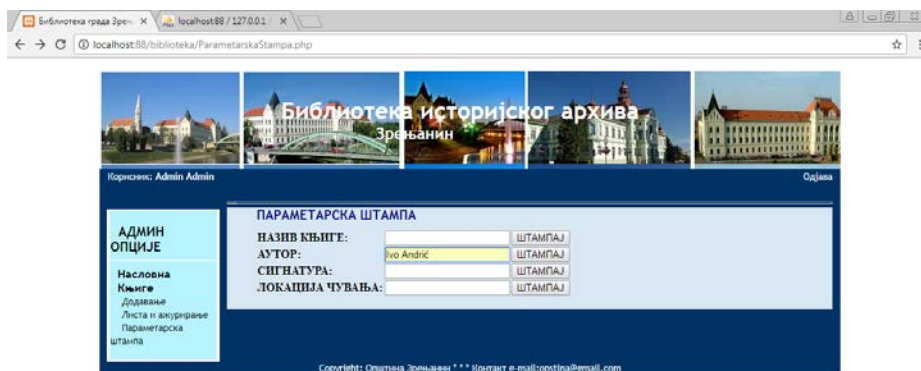 Библиотека града Зрен
localhost:88 / 127.0.0.1 /
localhost:88/biblioteka/ParametarskaStampa.php
Библиотека историјског архива
Зрењанин
Корисник: Admin Admin
Одјава
АДМИН
ОПЦИЈЕ
Насловна
Књиге
Додавање
Листа и ажурирање
Параметарска
штампа
ПАРАМЕТАРСКА ШТАМПА
НАЗИВ КЊИГЕ: ШТАМПАЈ
АУТОР: Ivo Andrić ШТАМПАЈ
СИГНАТУРА: ШТАМПАЈ
ЛОКАЦИЈА ЧУВАЊА: ШТАМПАЈ
Copyright: Општина Зрењанин * * * Контакт e-mail:opstina@email.com